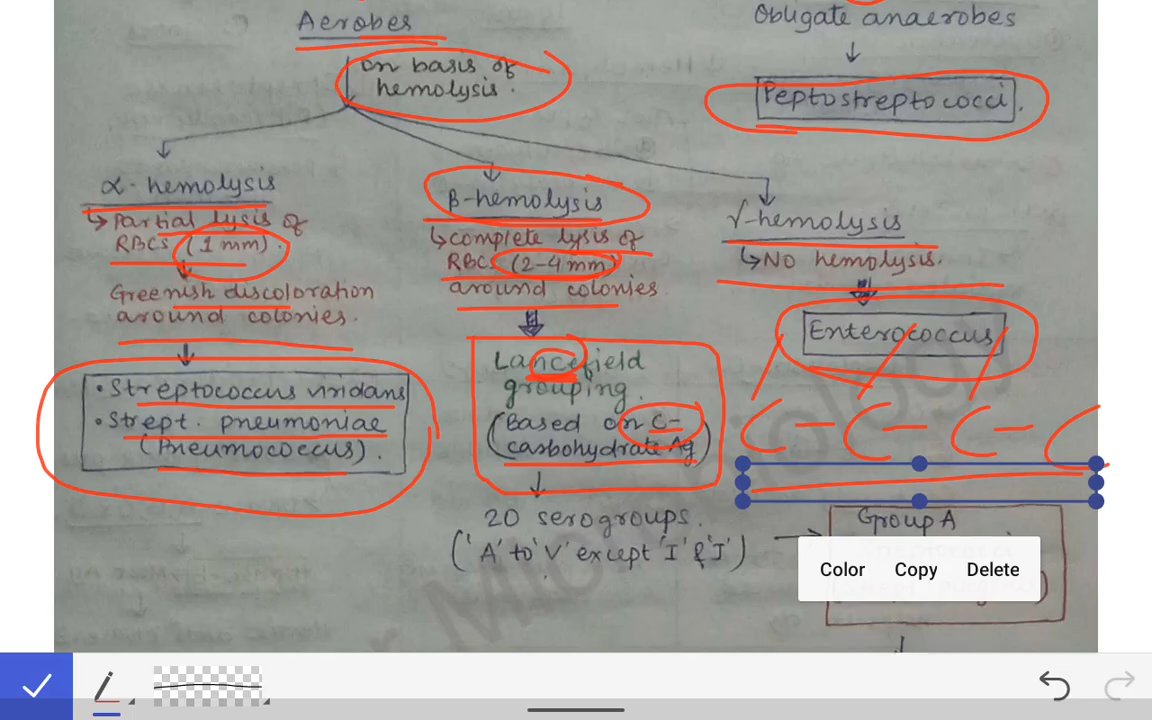 Aerobes
on basis of
hemolysis.
Obligate anaerobes
Peptostreptococci.
α-hemolysis
↳ Partial lysis of
RBCs (1 mm).
Greenish discoloration
around colonies.
• Streptococcus viridans
• Strept. pneumoniae
(Pneumococcus).
β-hemolysis
↳ complete lysis of
RBCs (2-4 mm)
around colonies
Lancefield
grouping.
(Based on C-
carbohydrate Ag)
20 serogroups.
('A' to 'V' except 'I' & 'J')
γ-hemolysis
↳ No hemolysis.
Enterococcus
C - C - C - C
Group A
Color Copy Delete